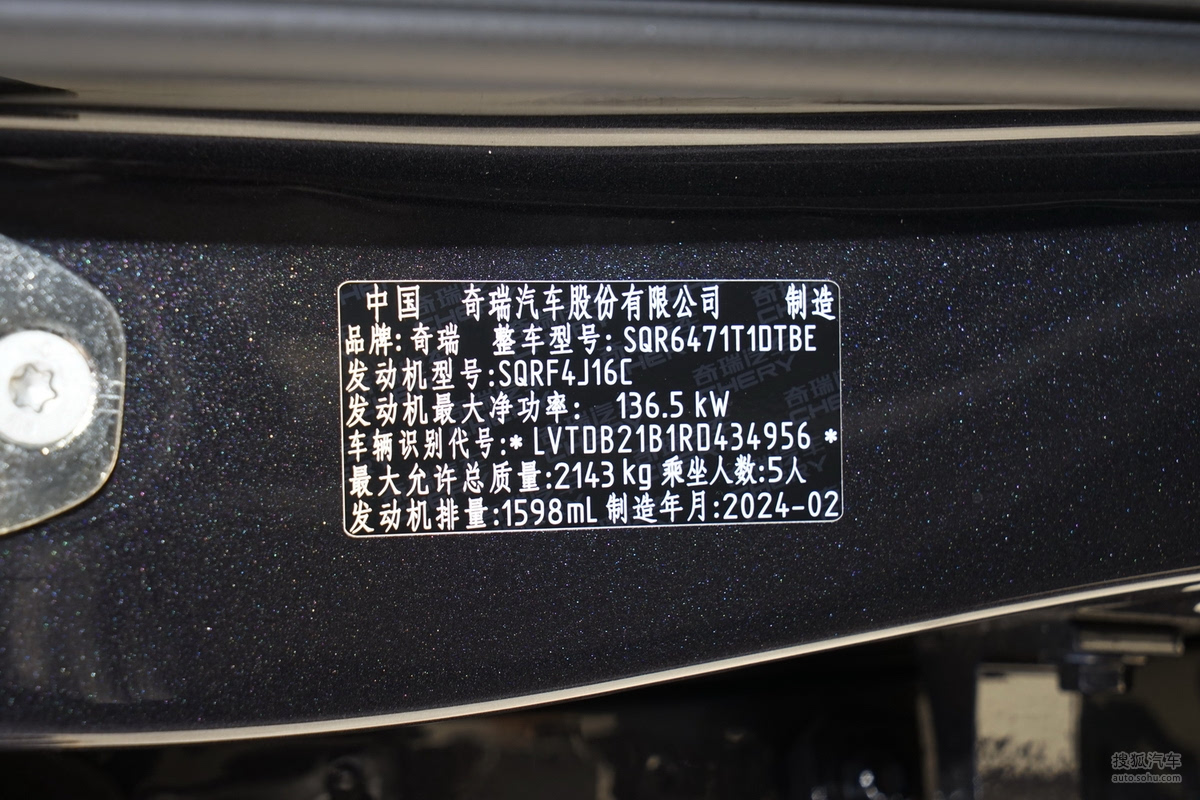 中国 奇瑞汽车股份有限公司 制造
品牌:奇瑞 整车型号:SQR6471T1DTBE
发动机型号:SQRF4J16C
发动机最大净功率: 136.5 kW
车辆识别代号:*LVTDB21B1RD434956*
最大允许总质量:2143kg 乘坐人数:5人
发动机排量:1598mL 制造年月:2024-02
搜狐汽车
auto.sohu.com